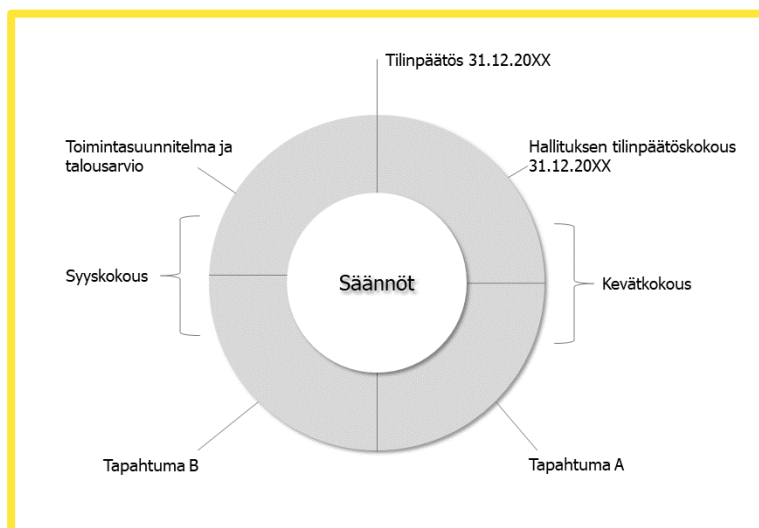 Tilinpäätös 31.12.20XX
Toimintasuunnitelma ja
talousarvio
Hallituksen tilinpäätöskokous
31.12.20XX
Syyskokous
Säännöt
Kevätkokous
Tapahtuma B
Tapahtuma A